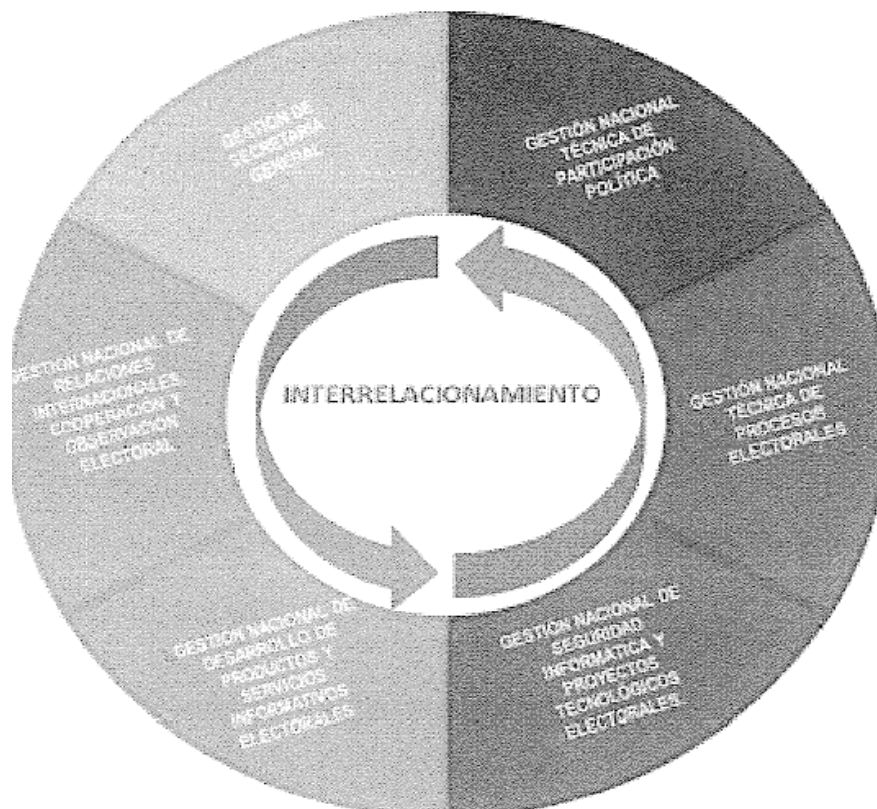 GESTIÓN DE
SECRETARÍA
GENERAL
GESTIÓN NACIONAL
TÉCNICA DE
PARTICIPACIÓN
POLÍTICA
GESTIÓN NACIONAL
TÉCNICA DE
PROCESOS
ELECTORALES
GESTIÓN NACIONAL DE
SEGURIDAD
INFORMÁTICA Y
PROYECTOS
TECNOLÓGICOS
ELECTORALES
GESTIÓN NACIONAL DE
DESARROLLO DE
PRODUCTOS Y
SERVICIOS
INFORMATIVOS
ELECTORALES
GESTIÓN NACIONAL DE
RELACIONES
INTERNACIONALES,
COOPERACIÓN Y
OBSERVACIÓN
ELECTORAL
INTERRELACIONAMIENTO